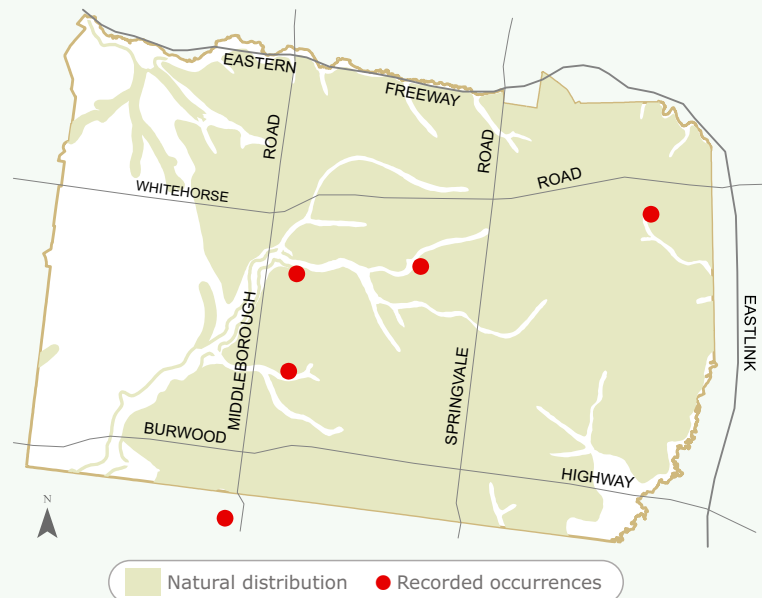 EASTERN
FREEWAY
ROAD
ROAD
ROAD
WHITEHORSE
MIDDLEBOROUGH
SPRINGVALE
EASTLINK
BURWOOD
HIGHWAY
N
Natural distribution
Recorded occurrences